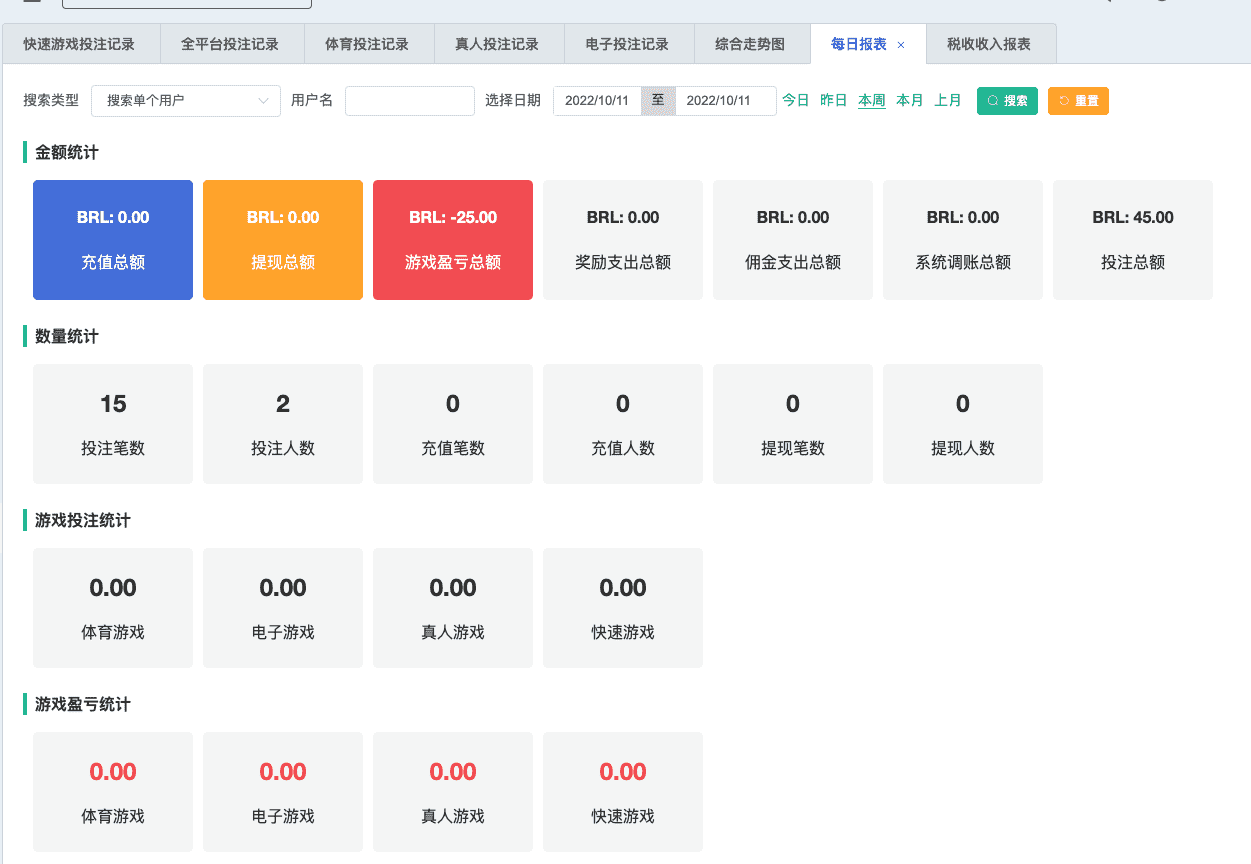 快速游戏投注记录 全平台投注记录 体育投注记录 真人投注记录 电子投注记录 综合走势图 每日报表 × 税收收入报表
搜索类型 搜索单个用户 用户名 选择日期 2022/10/11 至 2022/10/11 今日 昨日 本周 本月 上月 搜索 重置
金额统计
BRL: 0.00 BRL: 0.00 BRL: -25.00 BRL: 0.00 BRL: 0.00 BRL: 0.00 BRL: 45.00
充值总额 提现总额 游戏盈亏总额 奖励支出总额 佣金支出总额 系统调账总额 投注总额
数量统计
15 2 0 0 0 0
投注笔数 投注人数 充值笔数 充值人数 提现笔数 提现人数
游戏投注统计
0.00 0.00 0.00 0.00
体育游戏 电子游戏 真人游戏 快速游戏
游戏盈亏统计
0.00 0.00 0.00 0.00
体育游戏 电子游戏 真人游戏 快速游戏